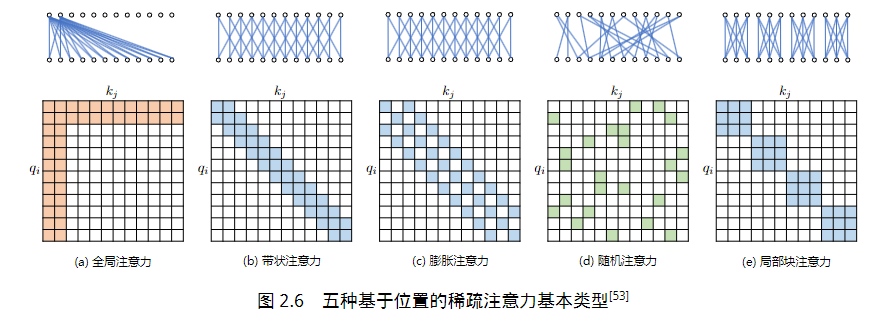 k_j k_j k_j k_j k_j
q_i q_i q_i q_i q_i
(a) 全局注意力 (b) 带状注意力 (c) 膨胀注意力 (d) 随机注意力 (e) 局部块注意力
图 2.6 五种基于位置的稀疏注意力基本类型[53]